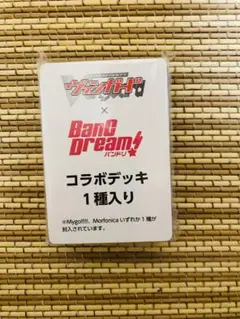 ヴァンガード
×
BanG
Dream!
バンドリ!
コラボデッキ
1種入り
※Mygo!!!!!、Morfonica いずれか1種が
封入されています。